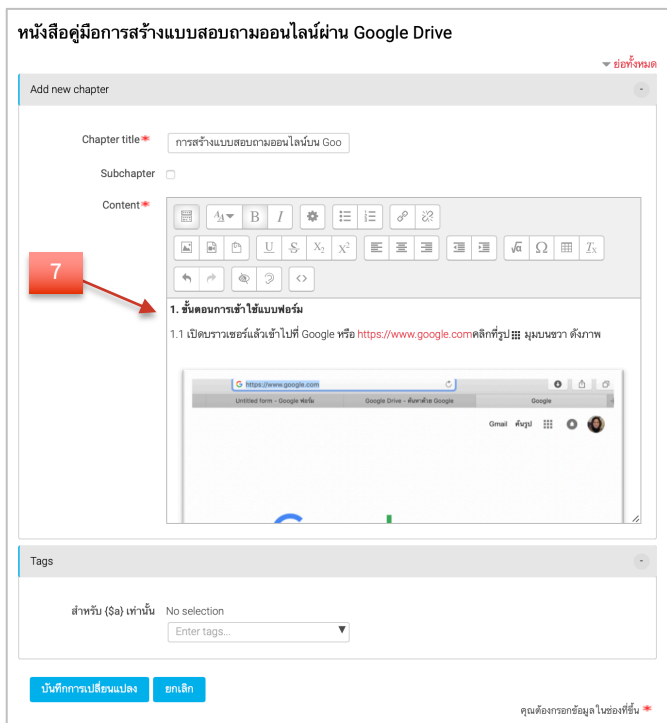 หนังสือคู่มือการสร้างแบบสอบถามออนไลน์ผ่าน Google Drive
ย่อทั้งหมด
Add new chapter
Chapter title
การสร้างแบบสอบถามออนไลน์บน Goo
Subchapter
Content
7
1. ขั้นตอนการเข้าใช้แบบฟอร์ม
1.1 เปิดบราวเซอร์แล้วเข้าไปที่ Google หรือ https://www.google.comคลิกที่รูป มุมบนขวา ดังภาพ
https://www.google.com
Untitled form - Google ฟอร์ม Google Drive - ค้นหาด้วย Google Google
Gmail ค้นรูป
Tags
สำหรับ {$a} เท่านั้น No selection
Enter tags...
บันทึกการเปลี่ยนแปลง ยกเลิก
คุณต้องกรอกข้อมูล ในช่องที่ขึ้น